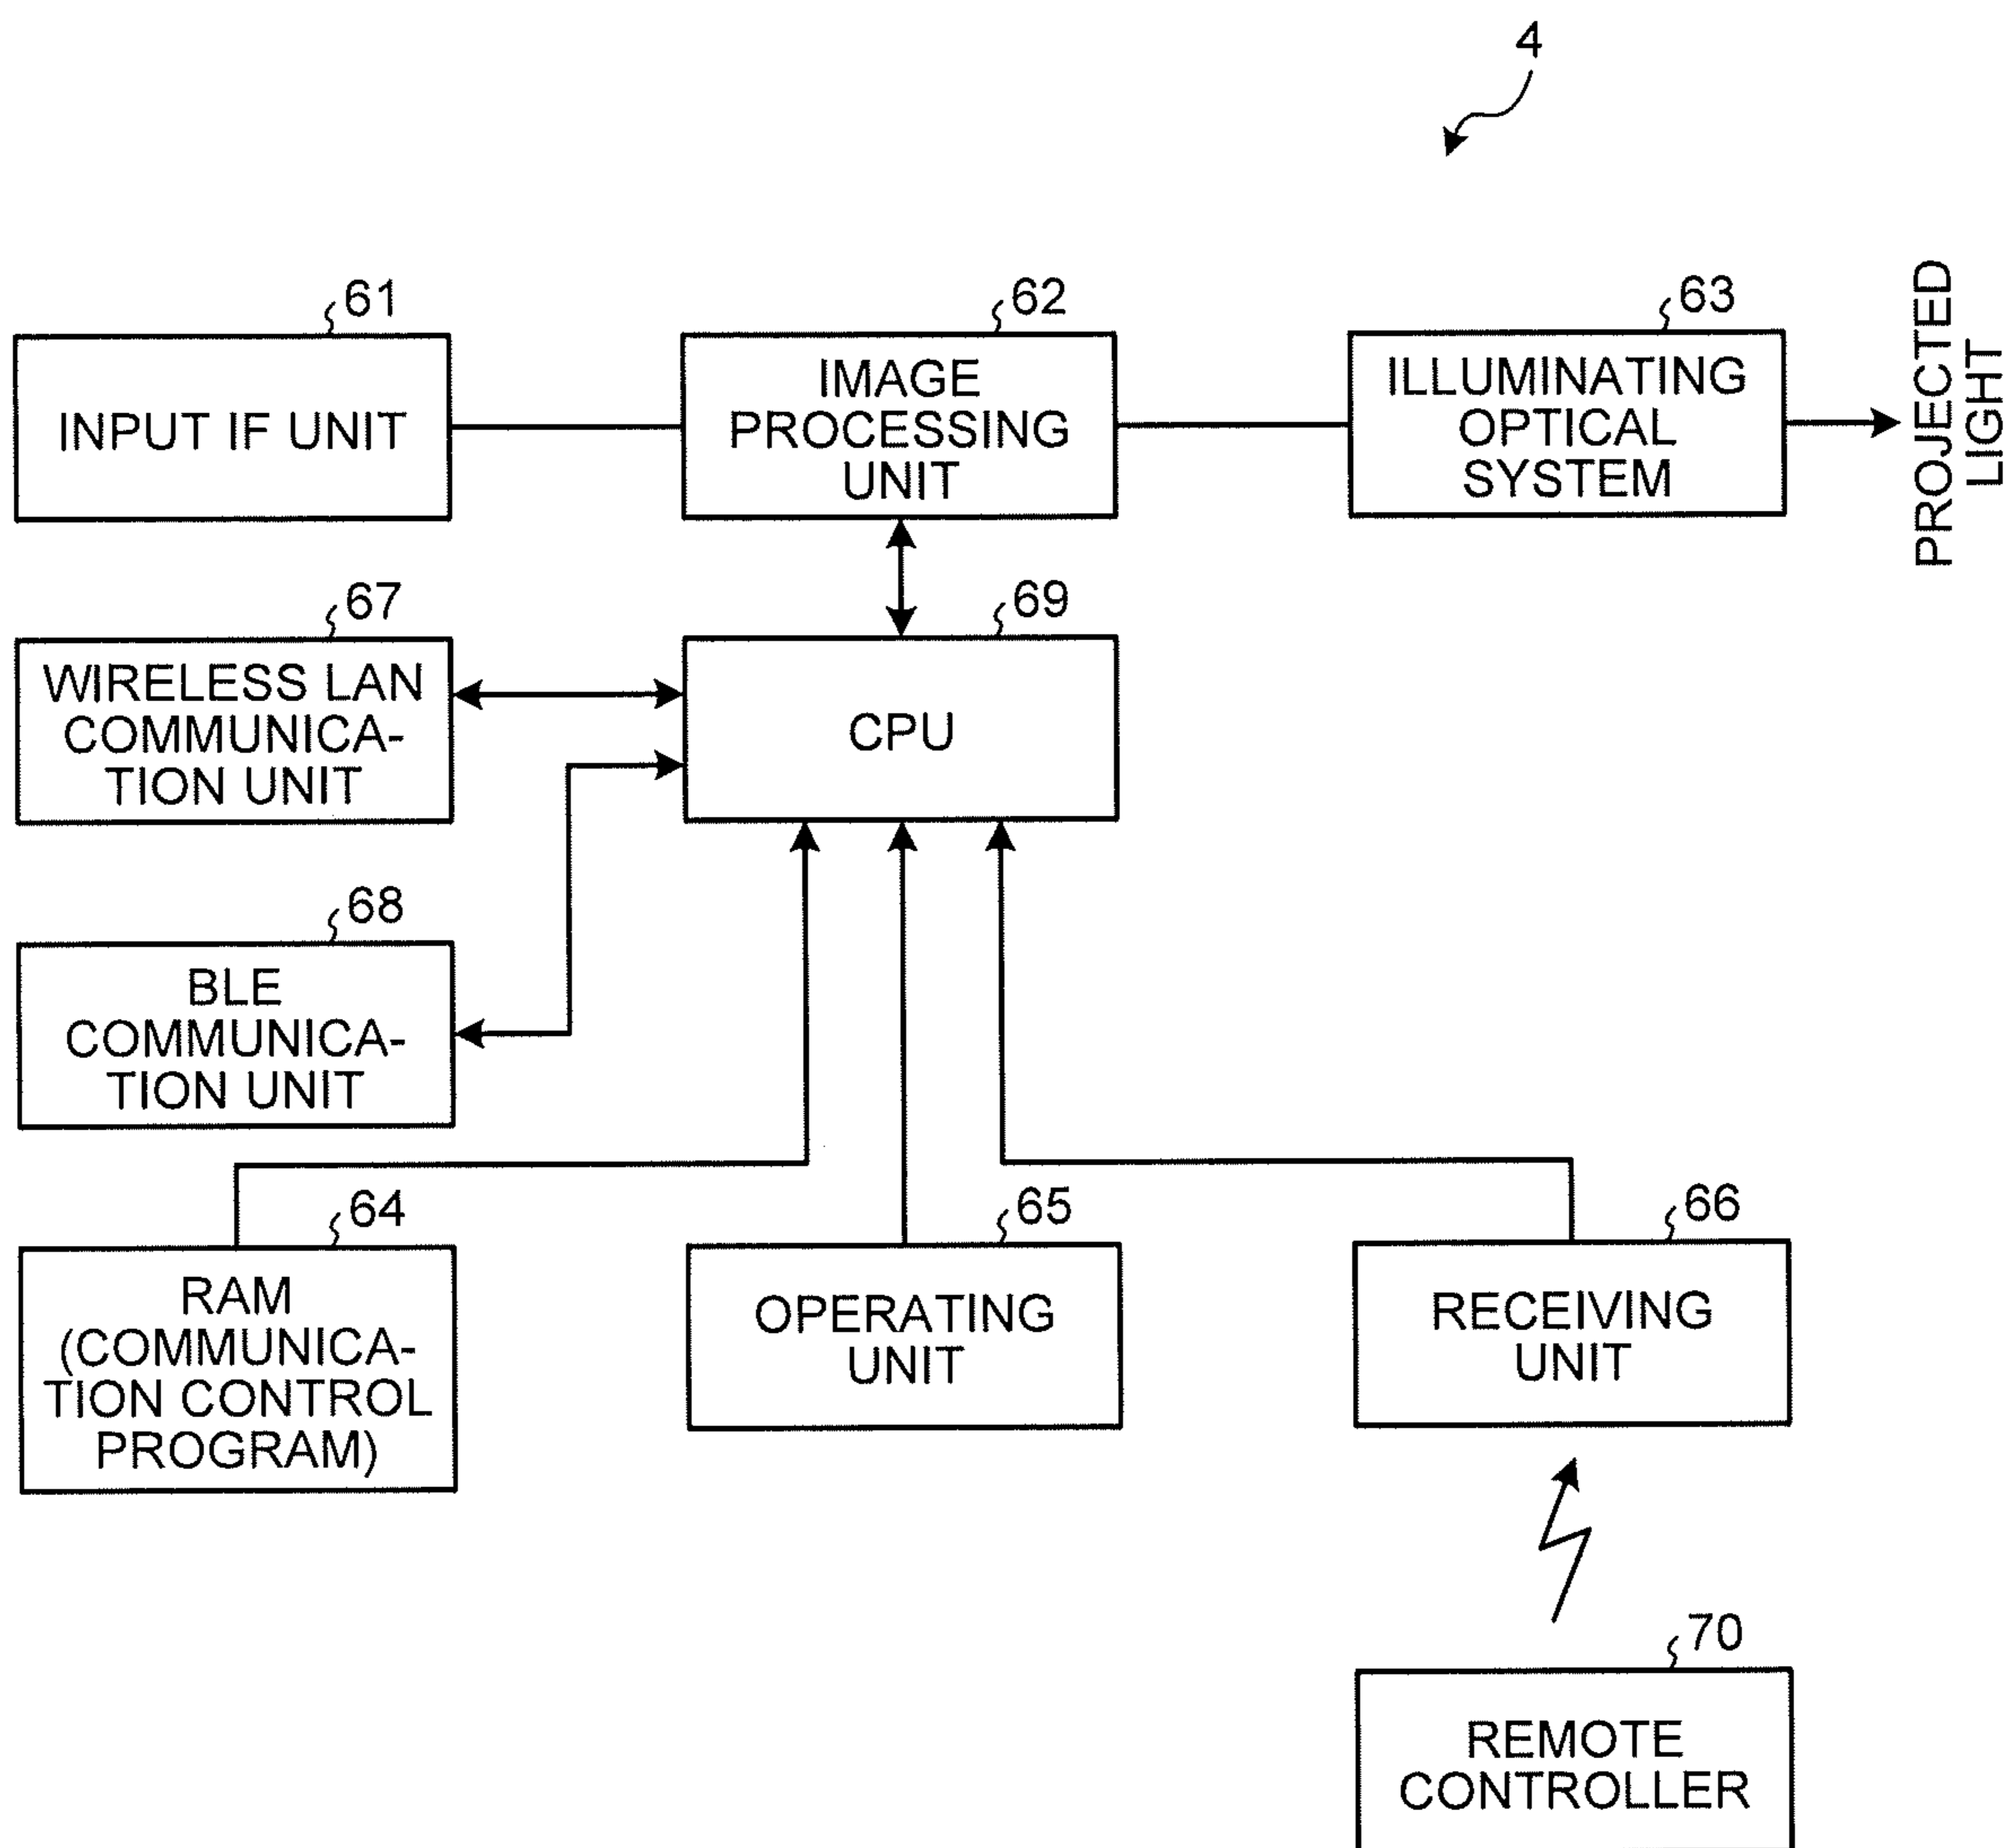 4
61
INPUT IF UNIT
62
IMAGE
PROCESSING
UNIT
63
ILLUMINATING
OPTICAL
SYSTEM
PROJECTED
LIGHT
67
WIRELESS LAN
COMMUNICA-
TION UNIT
69
CPU
68
BLE
COMMUNICA-
TION UNIT
64
RAM
(COMMUNICA-
TION CONTROL
PROGRAM)
65
OPERATING
UNIT
66
RECEIVING
UNIT
70
REMOTE
CONTROLLER